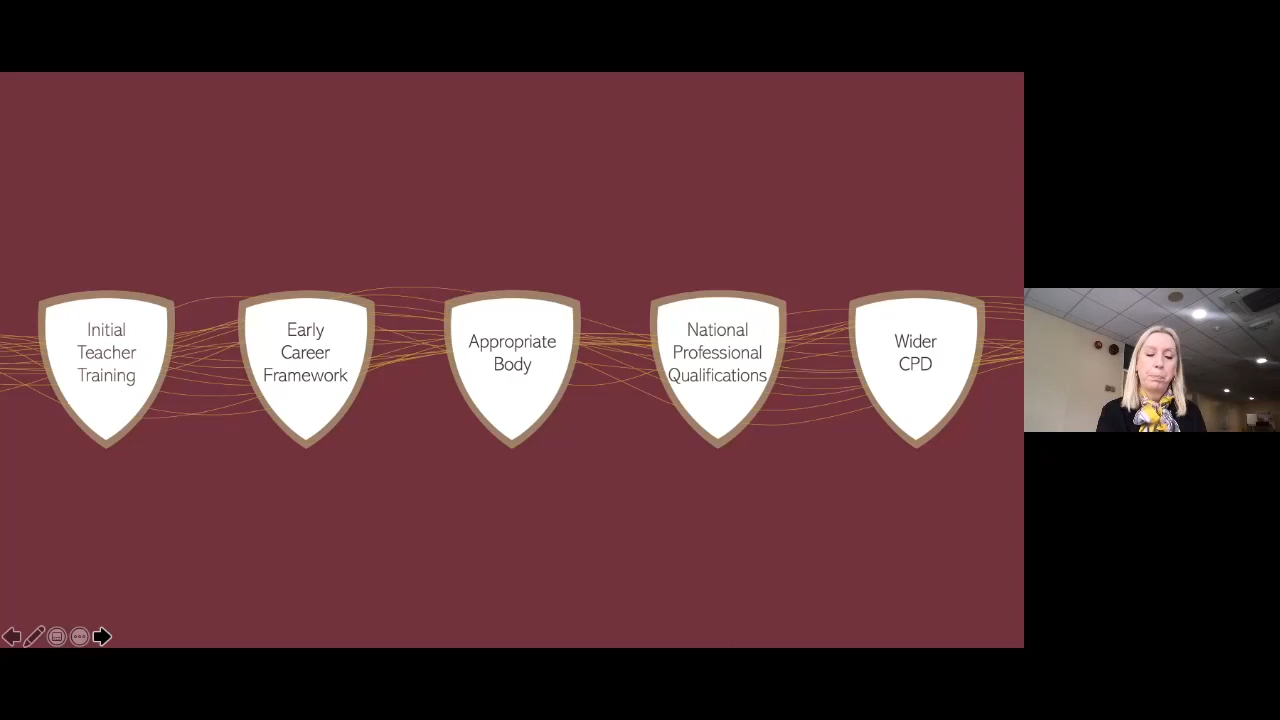 Initial
Teacher
Training
Early
Career
Framework
Appropriate
Body
National
Professional
Qualifications
Wider
CPD